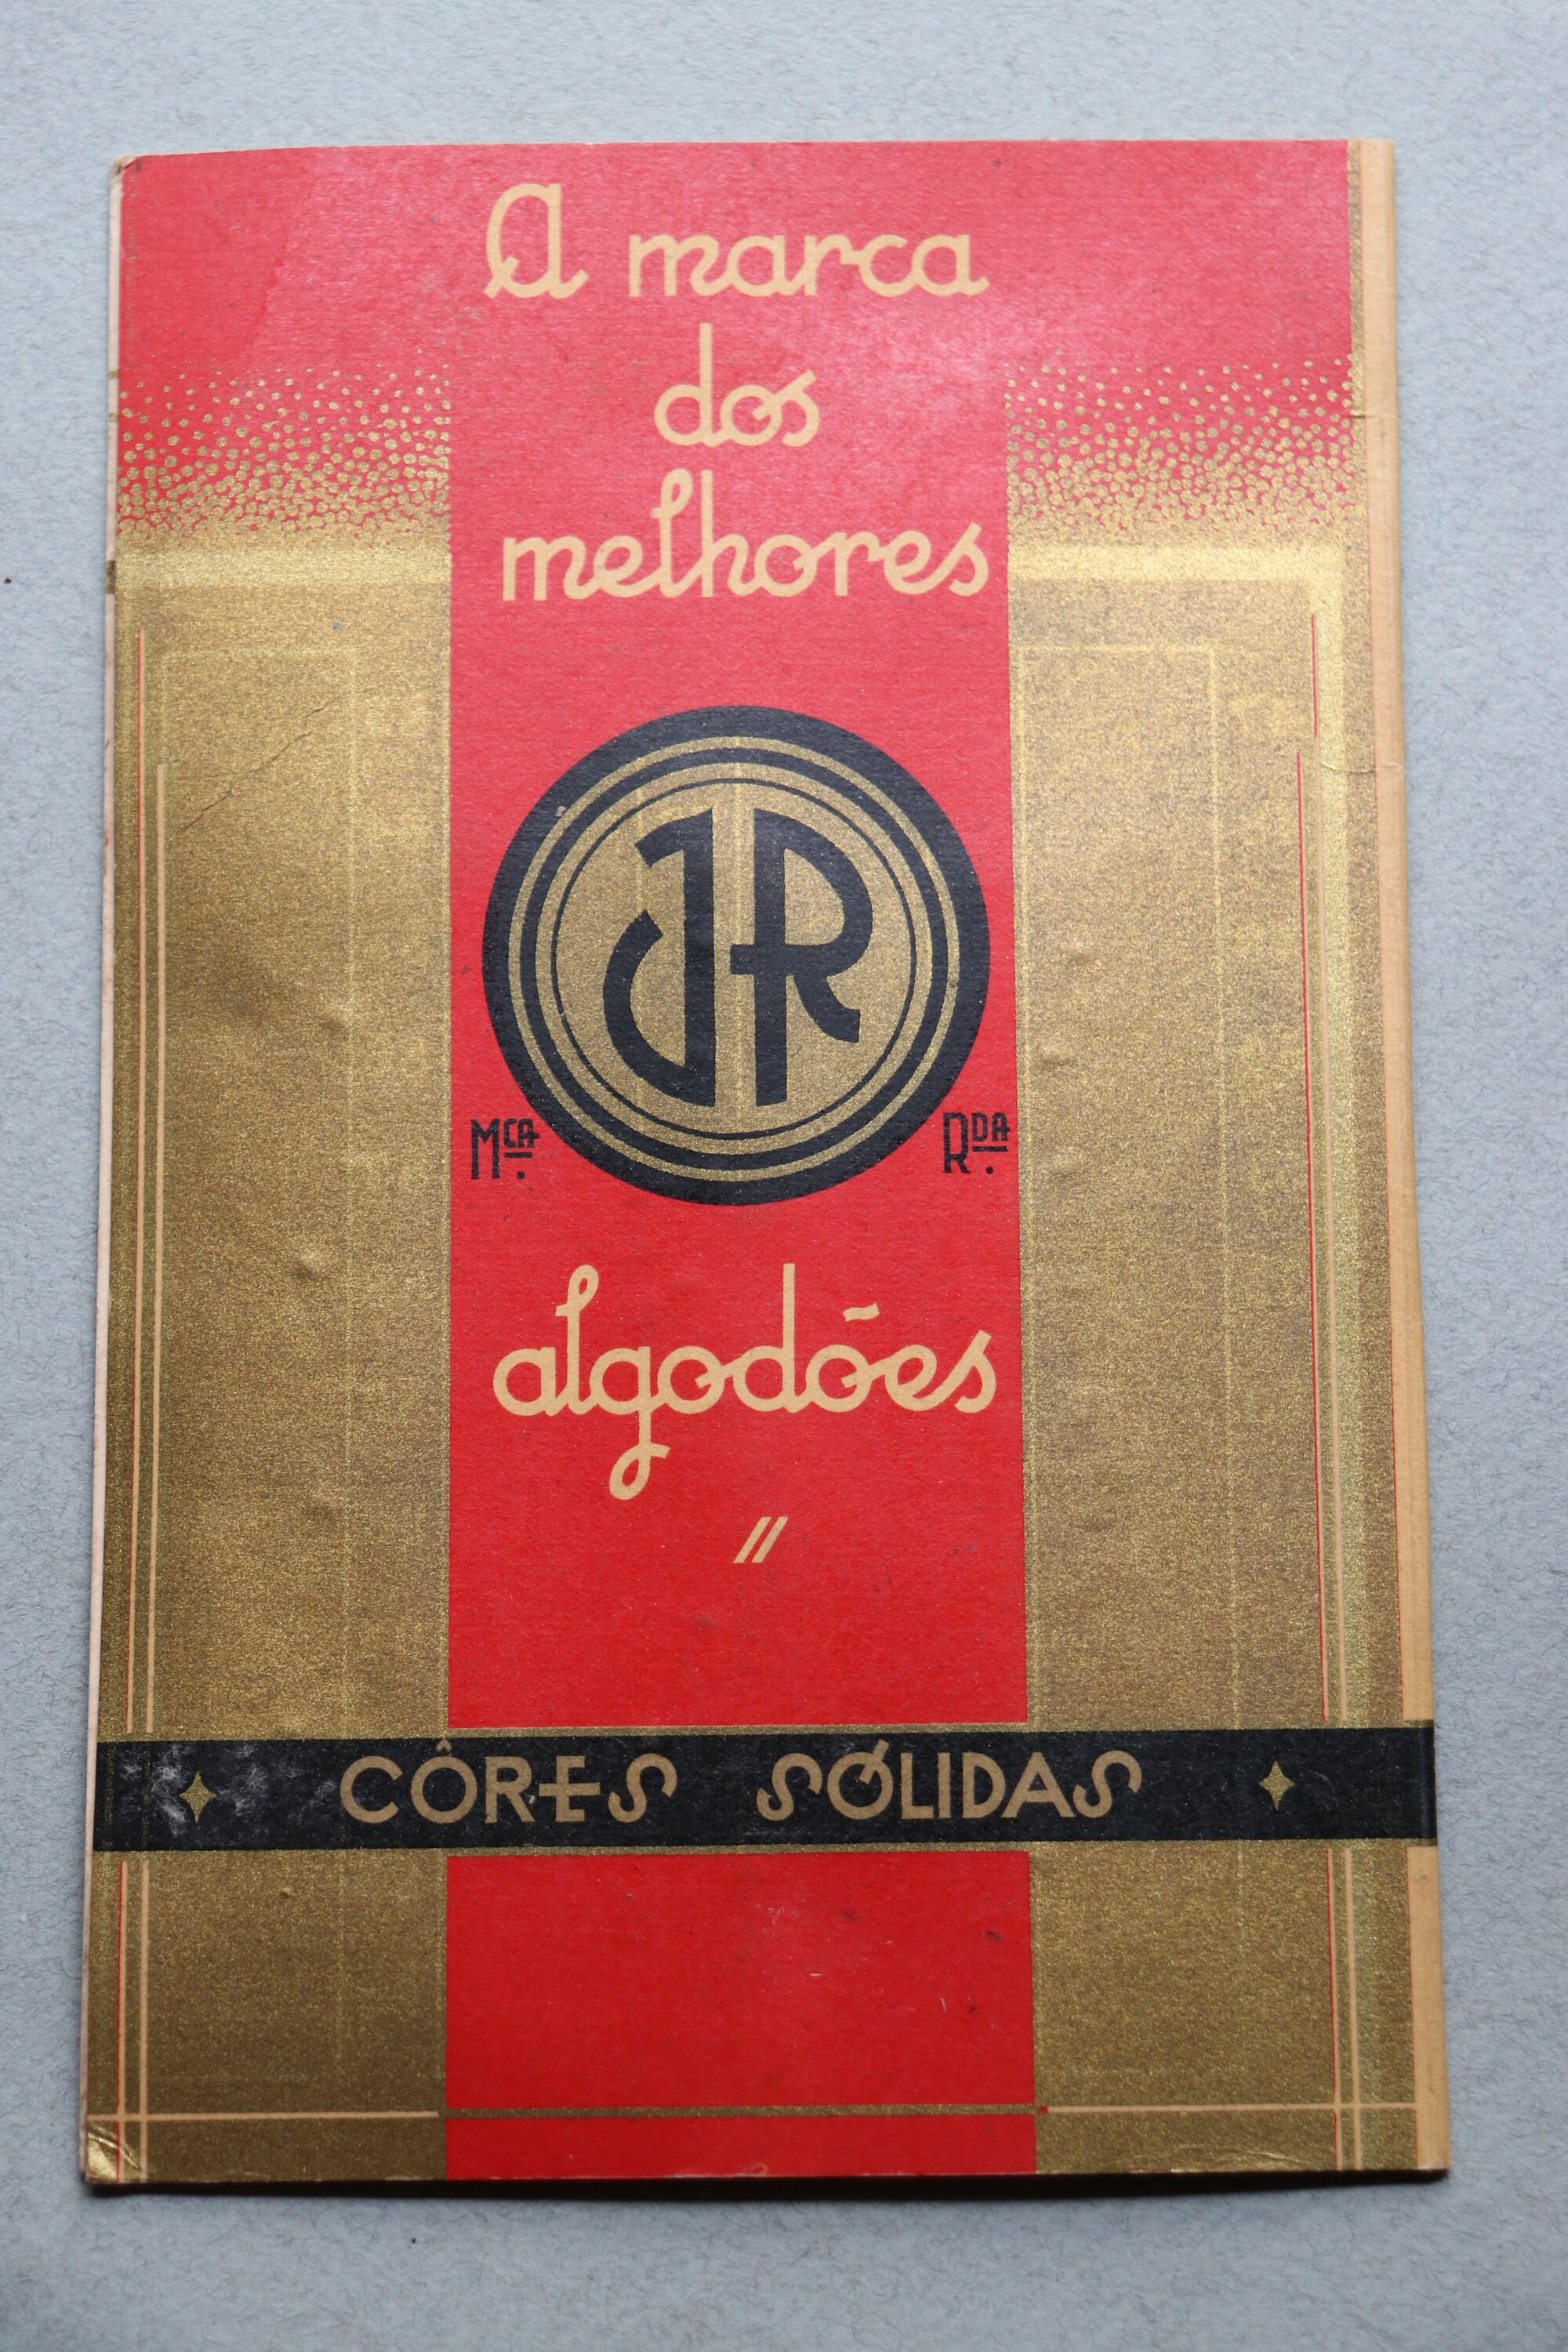 A marca
dos
melhores
JR
Mca. Rda.
algodões
//
CÔRES SÓLIDAS